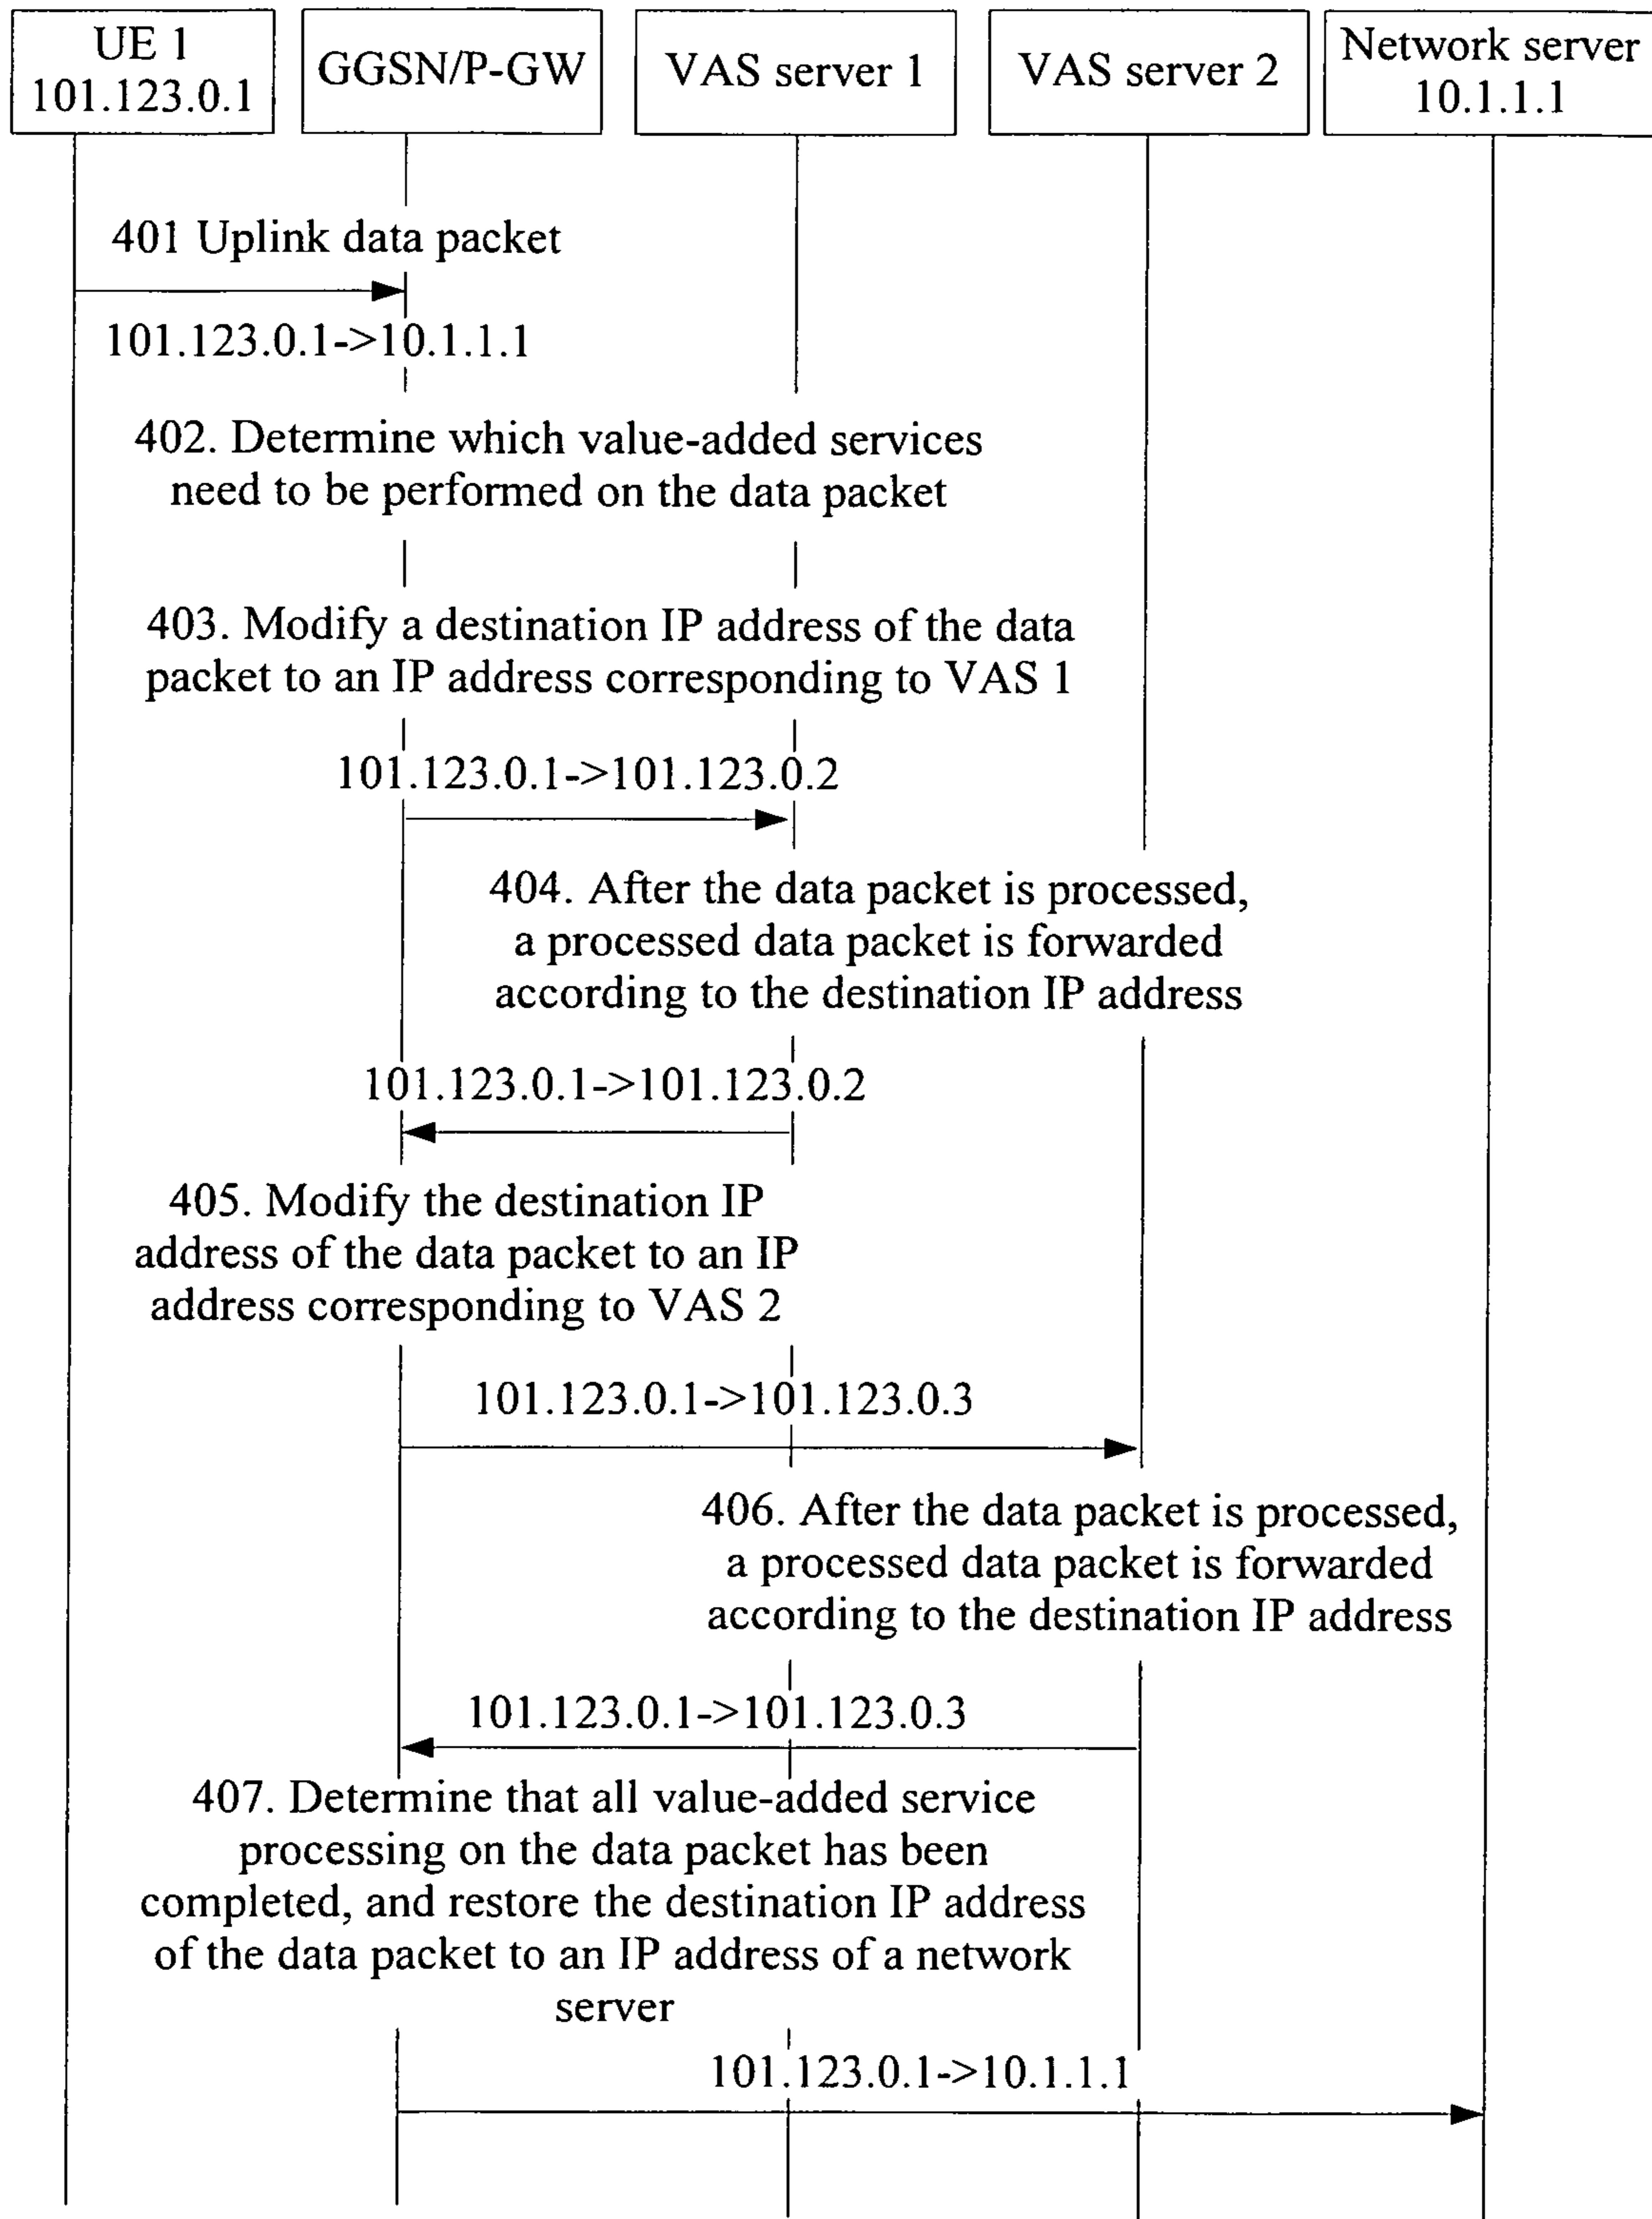 UE 1
101.123.0.1
GGSN/P-GW
VAS server 1
VAS server 2
Network server
10.1.1.1
401 Uplink data packet
101.123.0.1->10.1.1.1
402. Determine which value-added services
need to be performed on the data packet
403. Modify a destination IP address of the data
packet to an IP address corresponding to VAS 1
101.123.0.1->101.123.0.2
404. After the data packet is processed,
a processed data packet is forwarded
according to the destination IP address
101.123.0.1->101.123.0.2
405. Modify the destination IP
address of the data packet to an IP
address corresponding to VAS 2
101.123.0.1->101.123.0.3
406. After the data packet is processed,
a processed data packet is forwarded
according to the destination IP address
101.123.0.1->101.123.0.3
407. Determine that all value-added service
processing on the data packet has been
completed, and restore the destination IP address
of the data packet to an IP address of a network
server
101.123.0.1->10.1.1.1